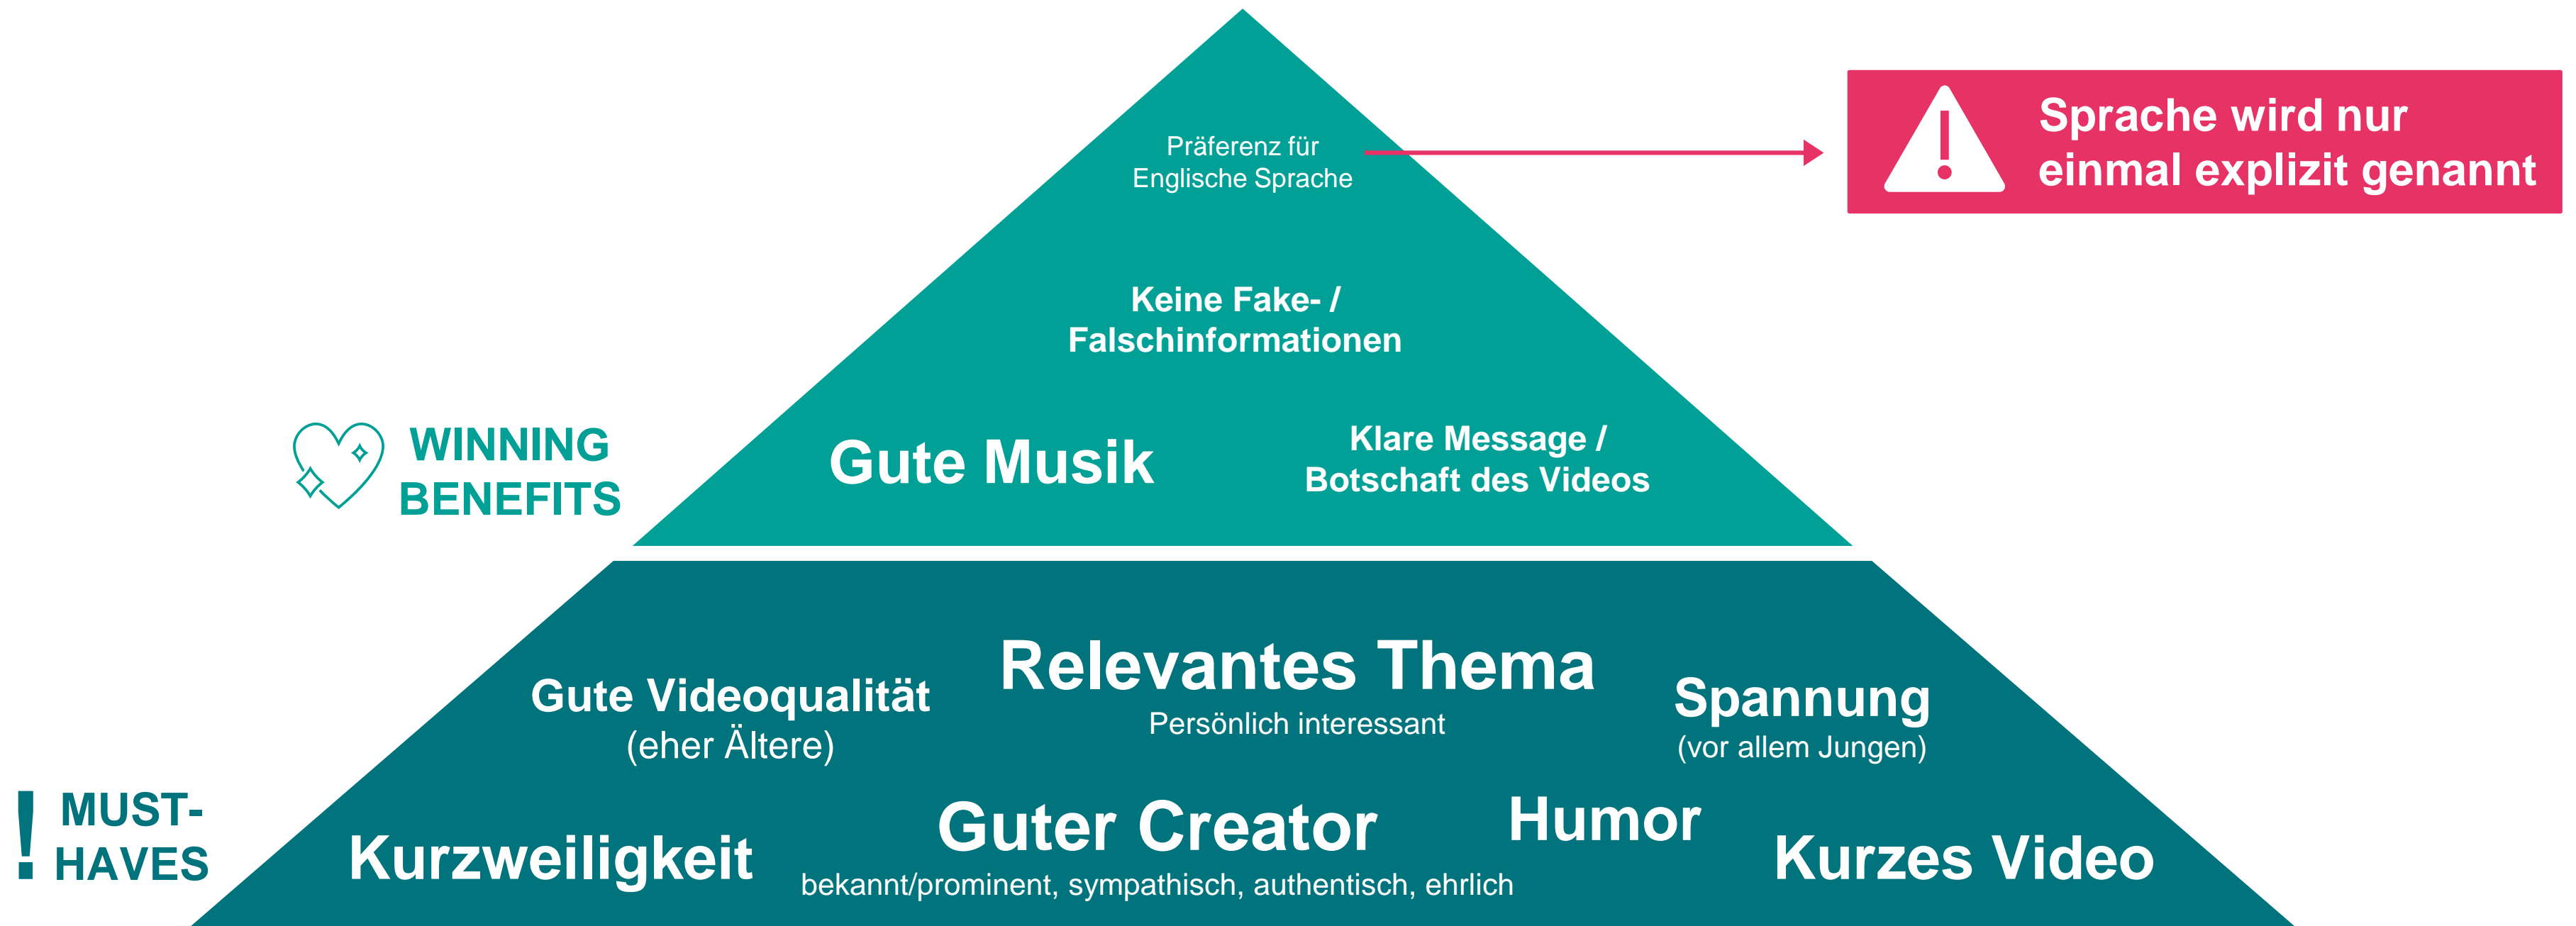 Präferenz für
Englische Sprache
Sprache wird nur
einmal explizit genannt
Keine Fake- /
Falschinformationen
WINNING
BENEFITS
Gute Musik
Klare Message /
Botschaft des Videos
Relevantes Thema
Persönlich interessant
Gute Videoqualität
(eher Ältere)
Spannung
(vor allem Jungen)
! MUST-
HAVES
Kurzweiligkeit
Guter Creator
bekannt/prominent, sympathisch, authentisch, ehrlich
Humor
Kurzes Video